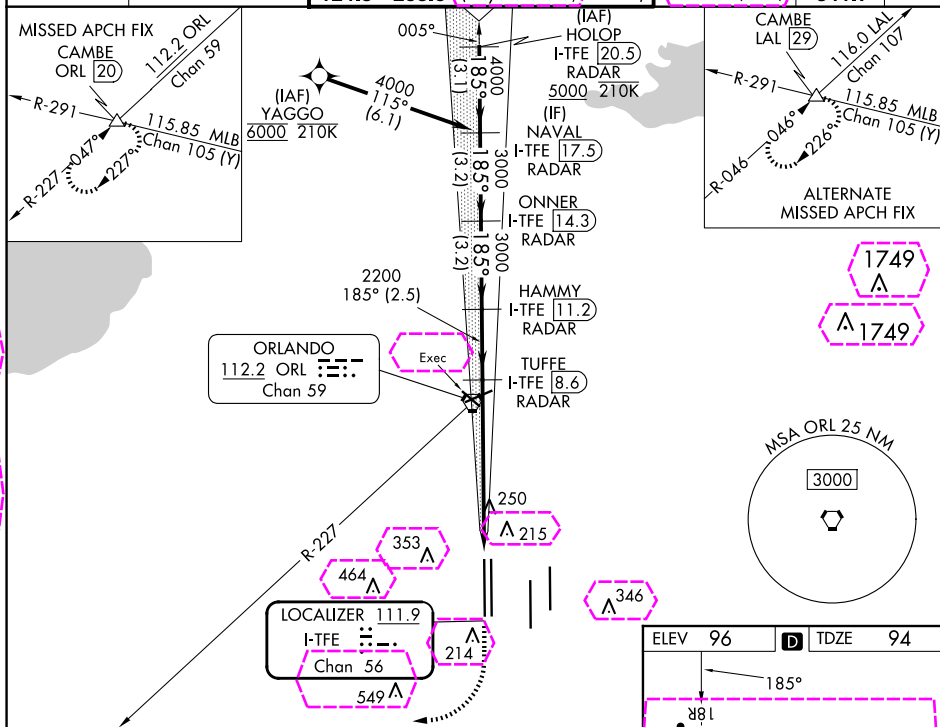 MISSED APCH FIX
CAMBE
ORL 20
112.2 ORL
Chan 59
R-291
115.85 MLB
Chan 105 (Y)
R-227
047°
227°
(IAF)
YAGGO
6000 210K
4000
115°
(6.1)
005°
4000
185°
(3.1)
(IAF)
HOLOP
I-TFE 20.5
RADAR
5000 210K
(IF)
NAVAL
I-TFE 17.5
RADAR
3000
185°
(3.2)
ONNER
I-TFE 14.3
RADAR
3000
185°
(3.2)
HAMMY
I-TFE 11.2
RADAR
2200
185° (2.5)
TUFFE
I-TFE 8.6
RADAR
CAMBE
LAL 29
116.0 LAL
Chan 107
R-291
115.85 MLB
Chan 105 (Y)
R-046
046°
226°
ALTERNATE
MISSED APCH FIX
1749
1749
ORLANDO
112.2 ORL
Chan 59
Exec
MSA ORL 25 NM
3000
R-227
250
215
353
464
346
LOCALIZER 111.9
I-TFE
Chan 56
214
549
ELEV 96 D TDZE 94
185°
18R